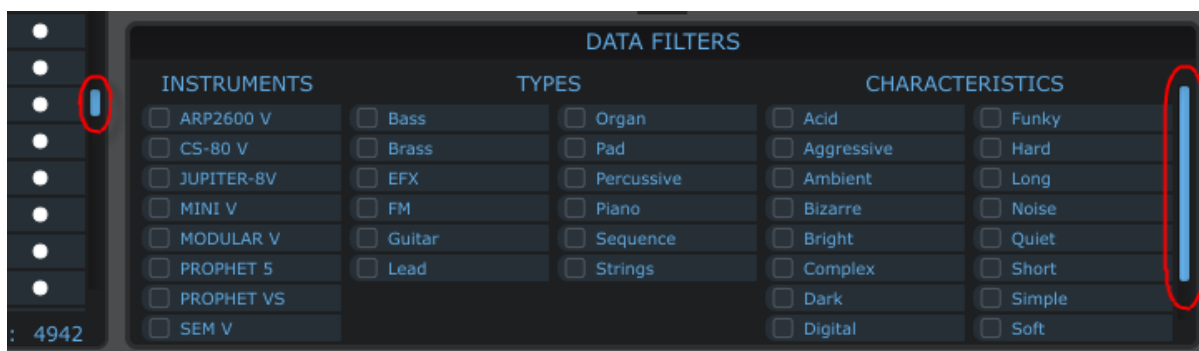 DATA FILTERS
INSTRUMENTS TYPES CHARACTERISTICS
ARP2600 V Bass Organ Acid Funky
CS-80 V Brass Pad Aggressive Hard
JUPITER-8V EFX Percussive Ambient Long
MINI V FM Piano Bizarre Noise
MODULAR V Guitar Sequence Bright Quiet
PROPHET 5 Lead Strings Complex Short
PROPHET VS Dark Simple
SEM V Digital Soft
: 4942